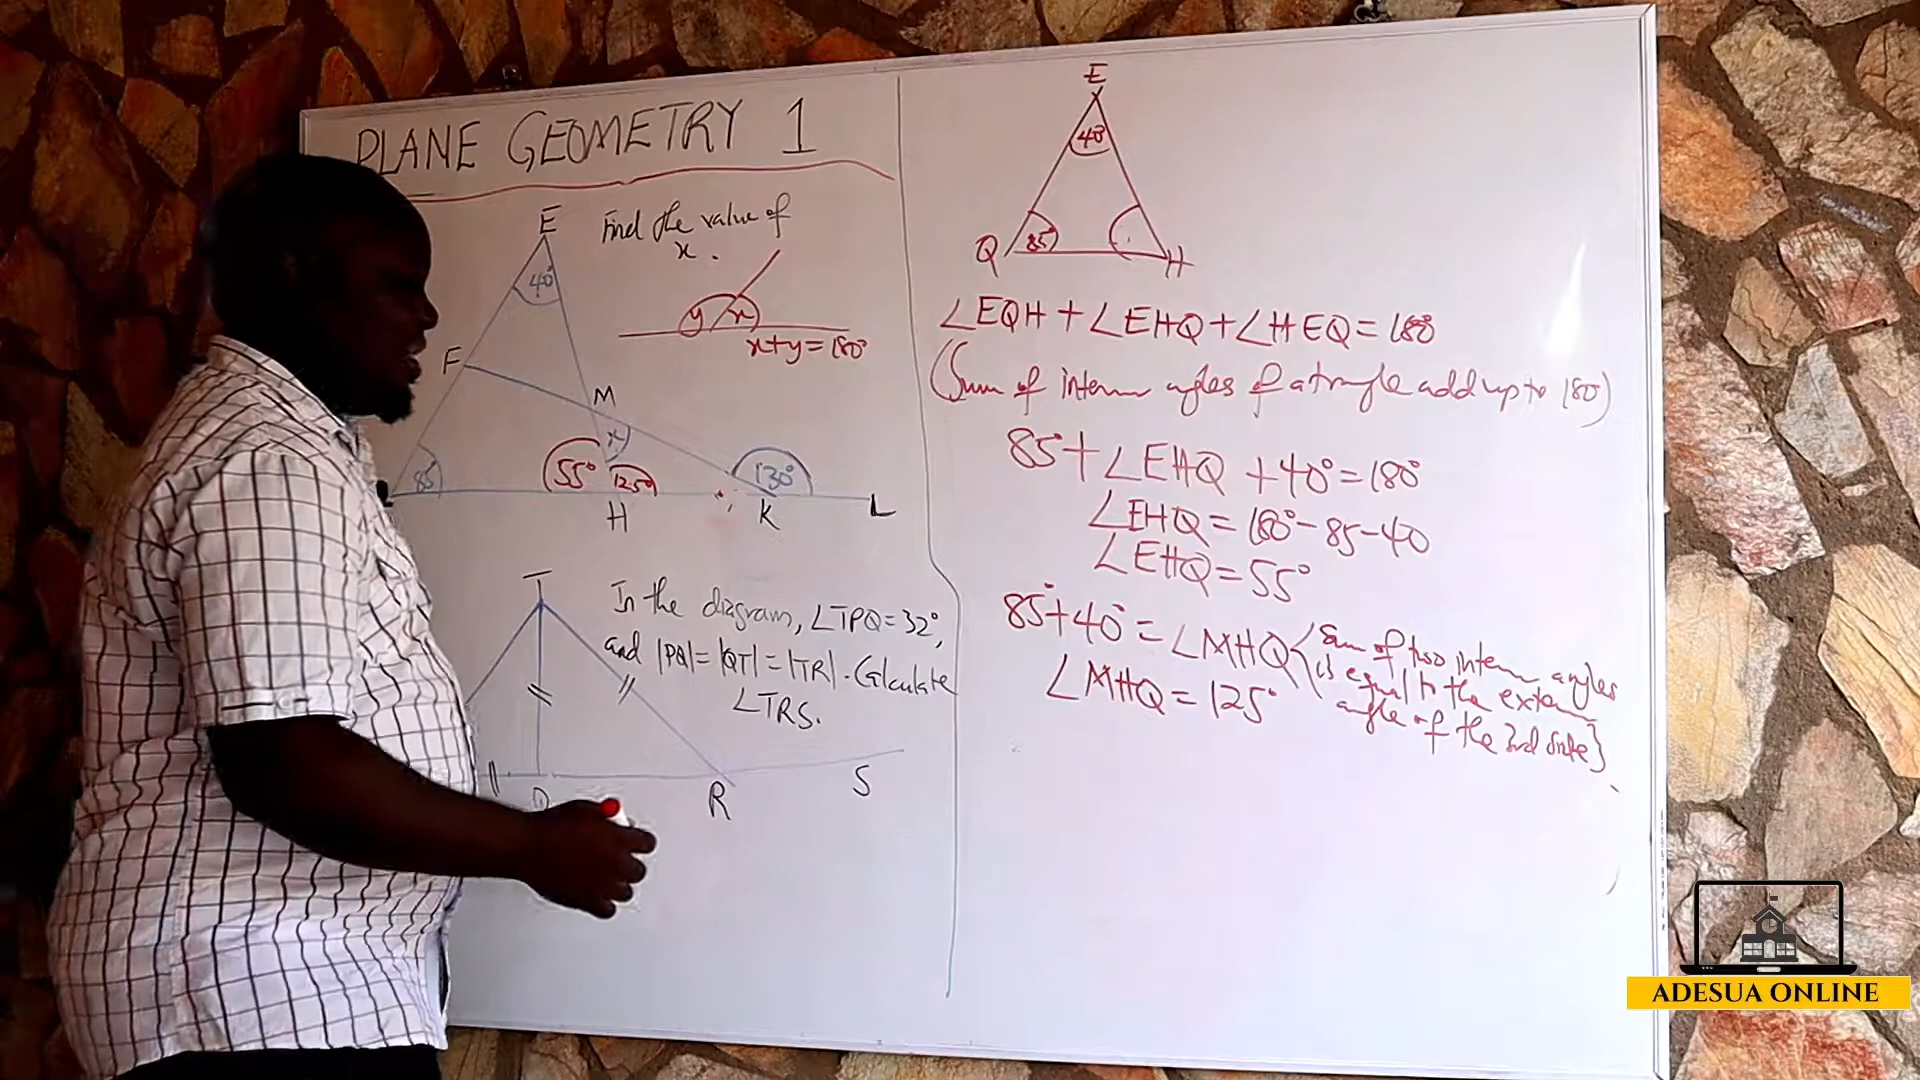 PLANE GEOMETRY 1
Find the value of
x.
E
40°
F
M
x
85
55°
125°
130°
H
K
L
y
x
x+y=180°
T
In the diagram, ∠TPQ=32°,
and |PQ|=|QT|=|TR|. Calculate
∠TRS.
R
S
E
40°
Q
85°
H
∠EQH+∠EHQ+∠HEQ=180°
(Sum of interior angles of a triangle add up to 180)
85°+∠EHQ+40°=180°
∠EHQ=180°-85-40
∠EHQ=55°
85°+40°=∠MHQ
{Sum of two intern angles
is equal to the extern
angle of the 3rd side}
∠MHQ=125°
ADESUA ONLINE